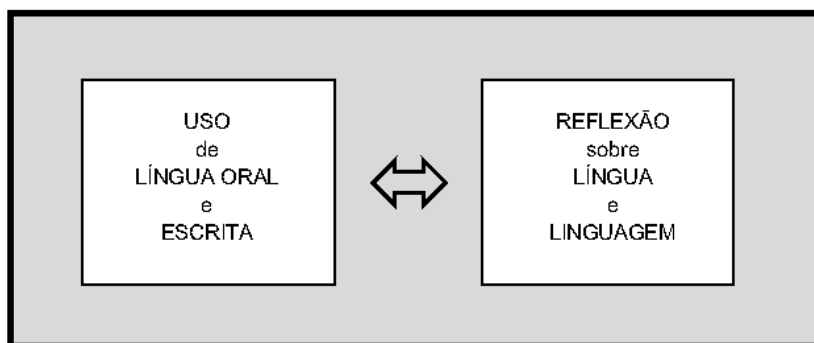 USO
de
LÍNGUA ORAL
e
ESCRITA
REFLEXÃO
sobre
LÍNGUA
e
LINGUAGEM